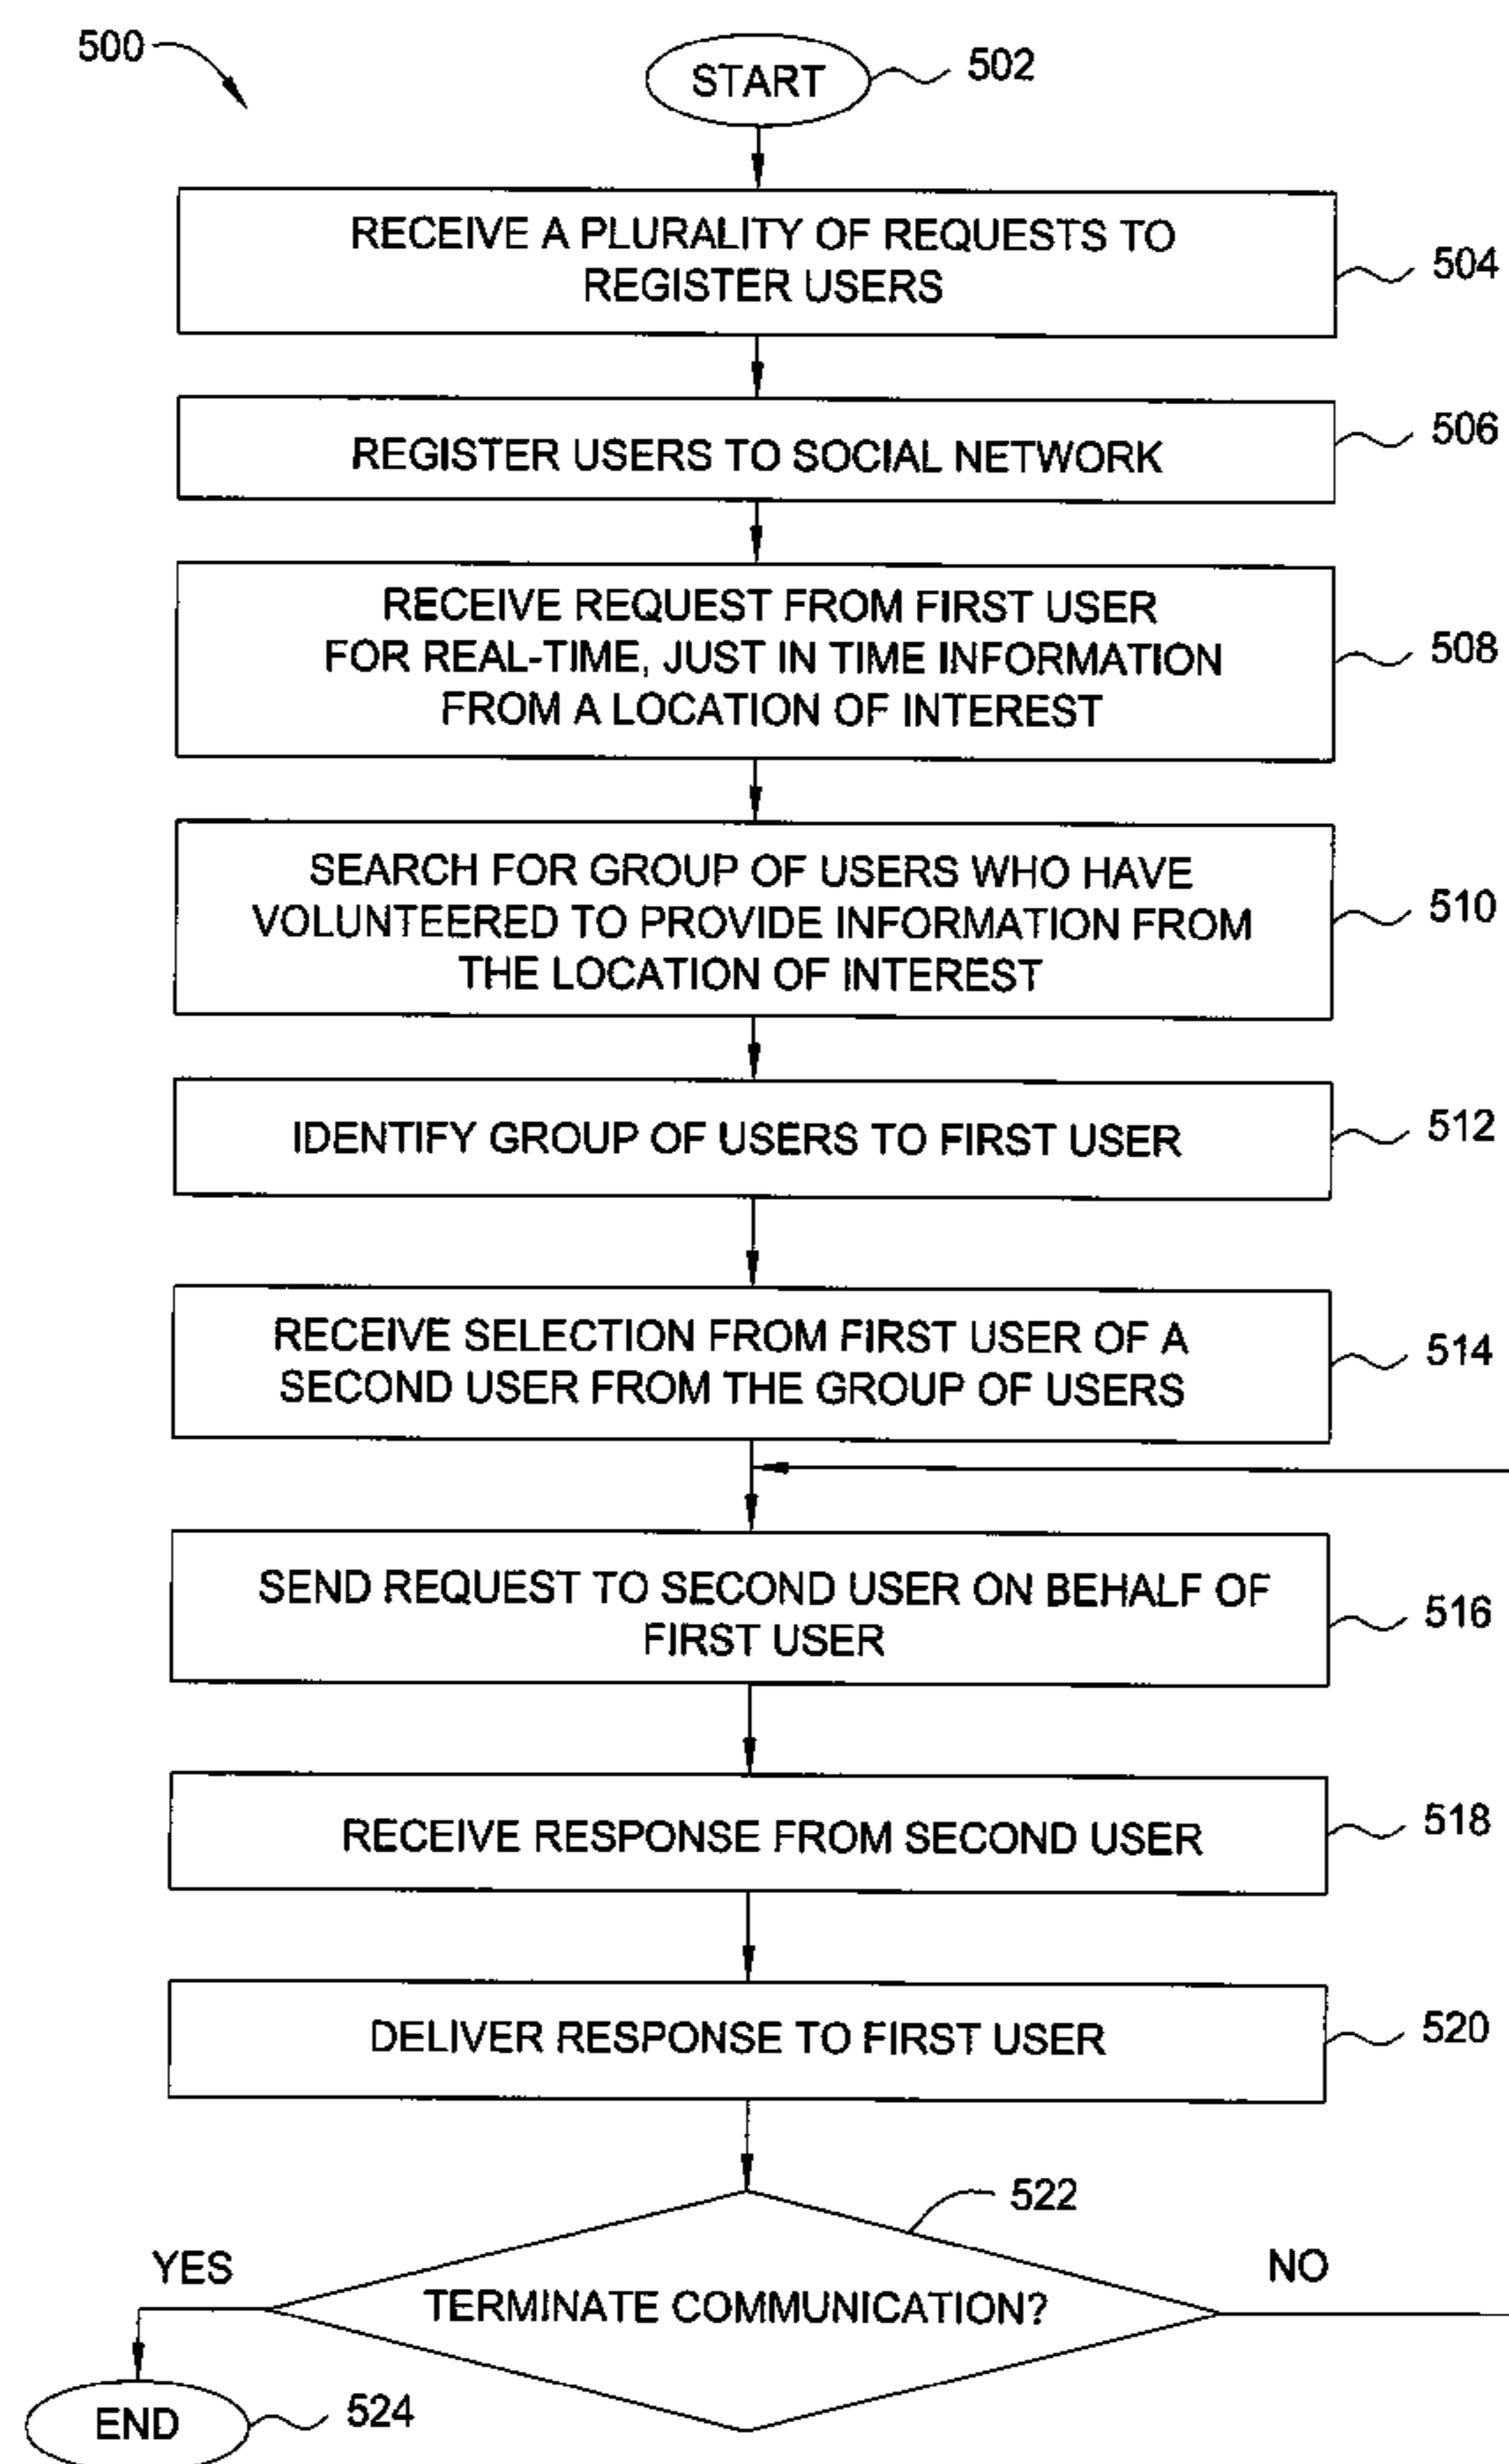 500
START
502
RECEIVE A PLURALITY OF REQUESTS TO
REGISTER USERS
504
REGISTER USERS TO SOCIAL NETWORK
506
RECEIVE REQUEST FROM FIRST USER
FOR REAL-TIME, JUST IN TIME INFORMATION
FROM A LOCATION OF INTEREST
508
SEARCH FOR GROUP OF USERS WHO HAVE
VOLUNTEERED TO PROVIDE INFORMATION FROM
THE LOCATION OF INTEREST
510
IDENTIFY GROUP OF USERS TO FIRST USER
512
RECEIVE SELECTION FROM FIRST USER OF A
SECOND USER FROM THE GROUP OF USERS
514
SEND REQUEST TO SECOND USER ON BEHALF OF
FIRST USER
516
RECEIVE RESPONSE FROM SECOND USER
518
DELIVER RESPONSE TO FIRST USER
520
522
YES
NO
TERMINATE COMMUNICATION?
END
524